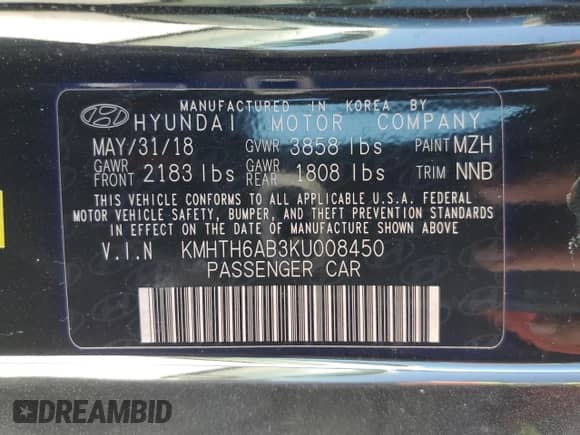 MANUFACTURED IN KOREA BY
HYUNDAI MOTOR COMPANY
MAY/31/18 GVWR 3858 lbs PAINT MZH
GAWR FRONT 2183 lbs GAWR REAR 1808 lbs TRIM NNB
THIS VEHICLE CONFORMS TO ALL APPLICABLE U.S.A. FEDERAL
MOTOR VEHICLE SAFETY, BUMPER, AND THEFT PREVENTION STANDARDS
IN EFFECT ON THE DATE OF MANUFACTURE SHOWN ABOVE.
V.I.N KMHTH6AB3KU008450
PASSENGER CAR
DREAMBID